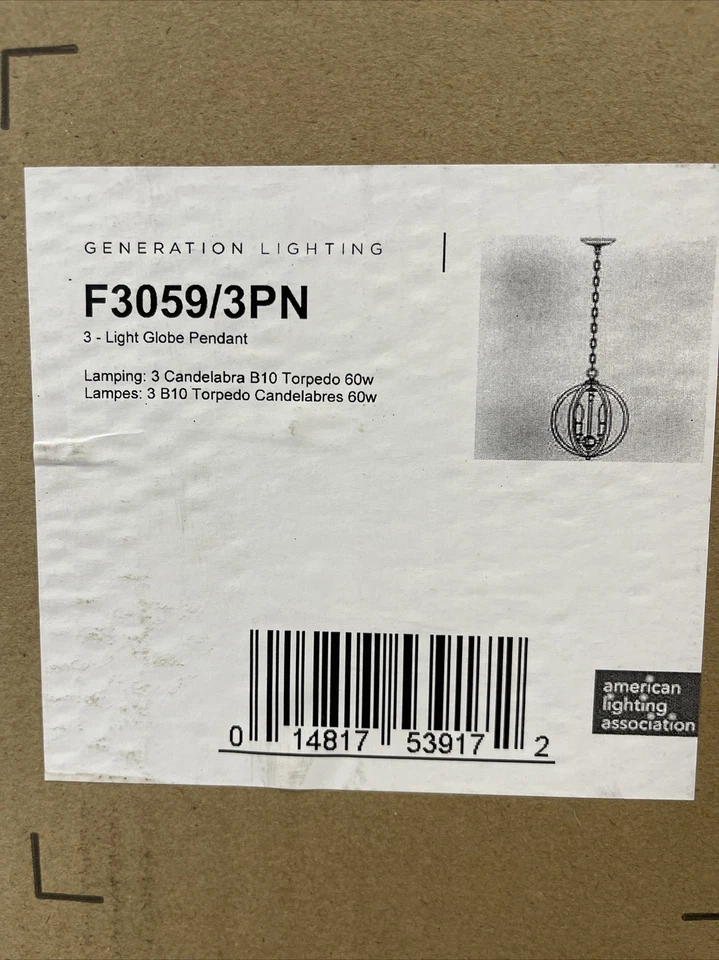 GENERATION LIGHTING
F3059/3PN
3 - Light Globe Pendant
Lamping: 3 Candelabra B10 Torpedo 60w
Lampes: 3 B10 Torpedo Candelabres 60w
0 14817 53917 2
american
lighting
association